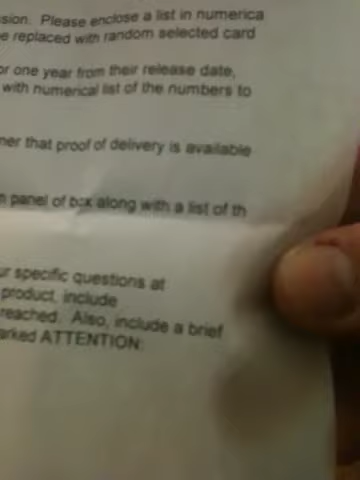 sion. Please enclose a list in numerica
e replaced with random selected card
or one year from their release date,
with numerical list of the numbers to
ner that proof of delivery is available
panel of box along with a list of th
ur specific questions at
product, include
reached. Also, include a brief
arked ATTENTION: